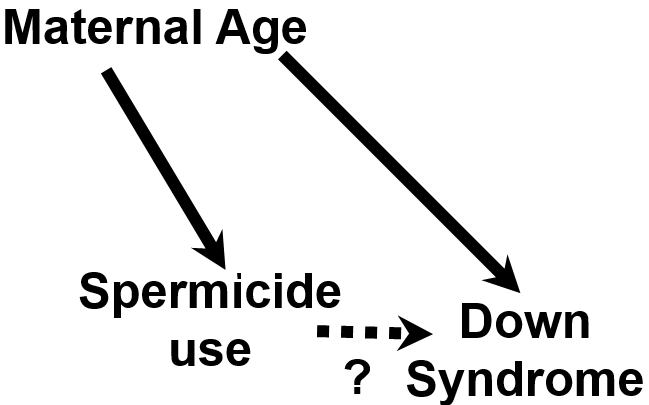 Maternal Age
Spermicide
use
?
Down
Syndrome